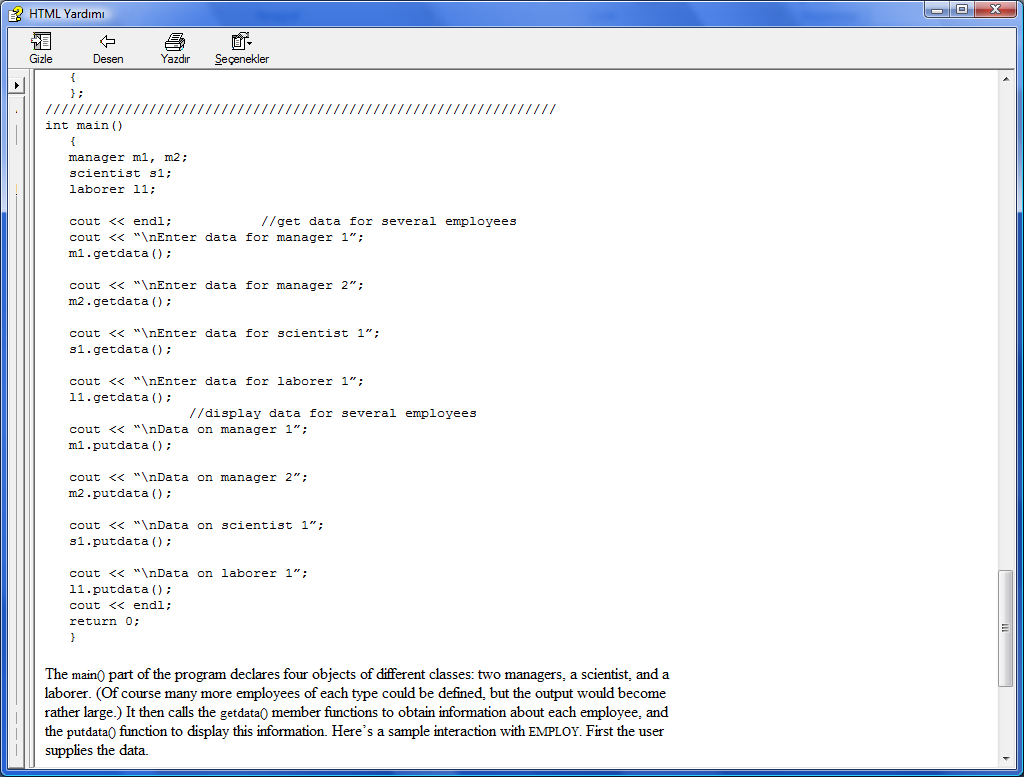 HTML Yardımı
Gizle Desen Yazdır Seçenekler
{
};
////////////////////////////////////////////////////////////////
int main()
{
manager m1, m2;
scientist s1;
laborer l1;
cout << endl; //get data for several employees
cout << “\nEnter data for manager 1”;
m1.getdata();
cout << “\nEnter data for manager 2”;
m2.getdata();
cout << “\nEnter data for scientist 1”;
s1.getdata();
cout << “\nEnter data for laborer 1”;
l1.getdata();
//display data for several employees
cout << “\nData on manager 1”;
m1.putdata();
cout << “\nData on manager 2”;
m2.putdata();
cout << “\nData on scientist 1”;
s1.putdata();
cout << “\nData on laborer 1”;
l1.putdata();
cout << endl;
return 0;
}
The main() part of the program declares four objects of different classes: two managers, a scientist, and a
laborer. (Of course many more employees of each type could be defined, but the output would become
rather large.) It then calls the getdata() member functions to obtain information about each employee, and
the putdata() function to display this information. Here’s a sample interaction with EMPLOY. First the user
supplies the data.